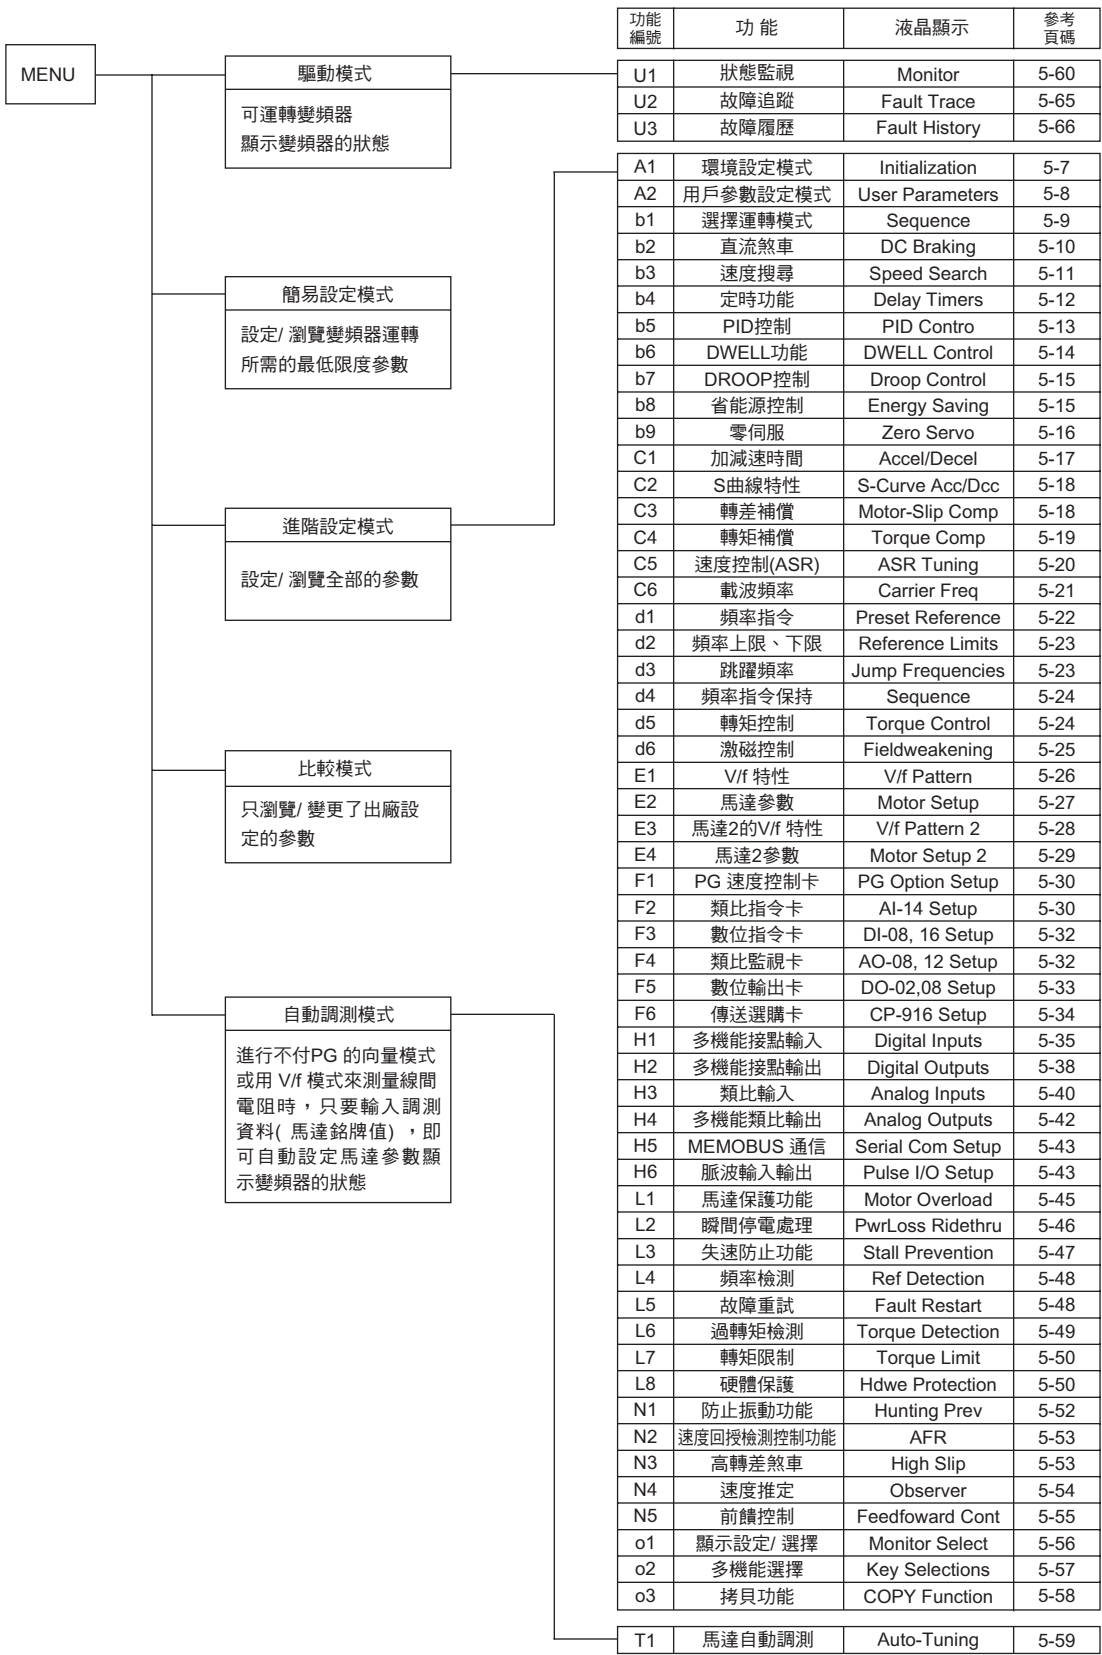 MENU
驅動模式
可運轉變頻器
顯示變頻器的狀態
簡易設定模式
設定/ 瀏覽變頻器運轉
所需的最低限度參數
進階設定模式
設定/ 瀏覽全部的參數
比較模式
只瀏覽/ 變更了出廠設
定的參數
自動調測模式
進行不付PG 的向量模式
或用 V/f 模式來測量線間
電阻時，只要輸入調測
資料( 馬達銘牌值) ，即
可自動設定馬達參數顯
示變頻器的狀態
功能編號 功 能 液晶顯示 參考頁碼
U1 狀態監視 Monitor 5-60
U2 故障追蹤 Fault Trace 5-65
U3 故障履歷 Fault History 5-66
A1 環境設定模式 Initialization 5-7
A2 用戶參數設定模式 User Parameters 5-8
b1 選擇運轉模式 Sequence 5-9
b2 直流煞車 DC Braking 5-10
b3 速度搜尋 Speed Search 5-11
b4 定時功能 Delay Timers 5-12
b5 PID控制 PID Contro 5-13
b6 DWELL功能 DWELL Control 5-14
b7 DROOP控制 Droop Control 5-15
b8 省能源控制 Energy Saving 5-15
b9 零伺服 Zero Servo 5-16
C1 加減速時間 Accel/Decel 5-17
C2 S曲線特性 S-Curve Acc/Dcc 5-18
C3 轉差補償 Motor-Slip Comp 5-18
C4 轉矩補償 Torque Comp 5-19
C5 速度控制(ASR) ASR Tuning 5-20
C6 載波頻率 Carrier Freq 5-21
d1 頻率指令 Preset Reference 5-22
d2 頻率上限、下限 Reference Limits 5-23
d3 跳躍頻率 Jump Frequencies 5-23
d4 頻率指令保持 Sequence 5-24
d5 轉矩控制 Torque Control 5-24
d6 激磁控制 Fieldweakening 5-25
E1 V/f 特性 V/f Pattern 5-26
E2 馬達參數 Motor Setup 5-27
E3 馬達2的V/f 特性 V/f Pattern 2 5-28
E4 馬達2參數 Motor Setup 2 5-29
F1 PG 速度控制卡 PG Option Setup 5-30
F2 類比指令卡 AI-14 Setup 5-30
F3 數位指令卡 DI-08, 16 Setup 5-32
F4 類比監視卡 AO-08, 12 Setup 5-32
F5 數位輸出卡 DO-02,08 Setup 5-33
F6 傳送選購卡 CP-916 Setup 5-34
H1 多機能接點輸入 Digital Inputs 5-35
H2 多機能接點輸出 Digital Outputs 5-38
H3 類比輸入 Analog Inputs 5-40
H4 多機能類比輸出 Analog Outputs 5-42
H5 MEMOBUS 通信 Serial Com Setup 5-43
H6 脈波輸入輸出 Pulse I/O Setup 5-43
L1 馬達保護功能 Motor Overload 5-45
L2 瞬間停電處理 PwrLoss Ridethru 5-46
L3 失速防止功能 Stall Prevention 5-47
L4 頻率檢測 Ref Detection 5-48
L5 故障重試 Fault Restart 5-48
L6 過轉矩檢測 Torque Detection 5-49
L7 轉矩限制 Torque Limit 5-50
L8 硬體保護 Hdwe Protection 5-50
N1 防止振動功能 Hunting Prev 5-52
N2 速度回授檢測控制功能 AFR 5-53
N3 高轉差煞車 High Slip 5-53
N4 速度推定 Observer 5-54
N5 前饋控制 Feedfoward Cont 5-55
o1 顯示設定/ 選擇 Monitor Select 5-56
o2 多機能選擇 Key Selections 5-57
o3 拷貝功能 COPY Function 5-58
T1 馬達自動調測 Auto-Tuning 5-59